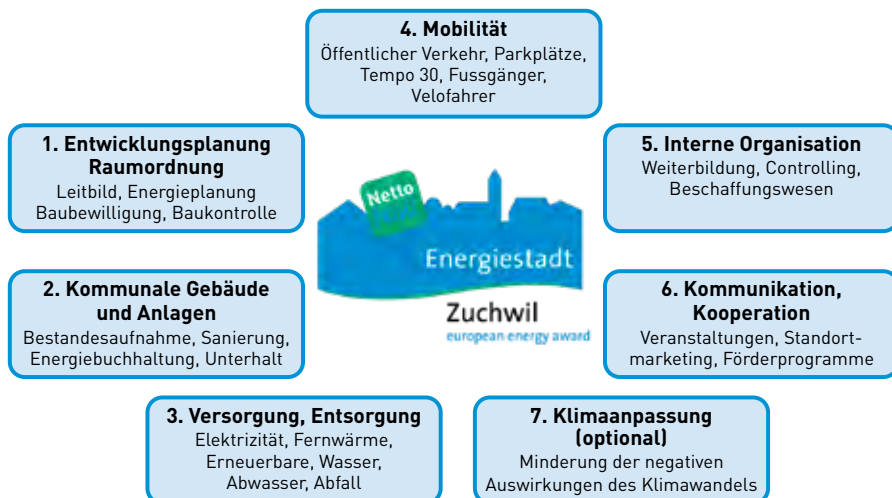 4. Mobilität
Öffentlicher Verkehr, Parkplätze,
Tempo 30, Fussgänger,
Velofahrer
1. Entwicklungsplanung
Raumordnung
Leitbild, Energieplanung
Baubewilligung, Baukontrolle
5. Interne Organisation
Weiterbildung, Controlling,
Beschaffungswesen
Netto
Energiestadt
Zuchwil
european energy award
2. Kommunale Gebäude
und Anlagen
Bestandesaufnahme, Sanierung,
Energiebuchhaltung, Unterhalt
6. Kommunikation,
Kooperation
Veranstaltungen, Standort-
marketing, Förderprogramme
3. Versorgung, Entsorgung
Elektrizität, Fernwärme,
Erneuerbare, Wasser,
Abwasser, Abfall
7. Klimaanpassung
(optional)
Minderung der negativen
Auswirkungen des Klimawandels